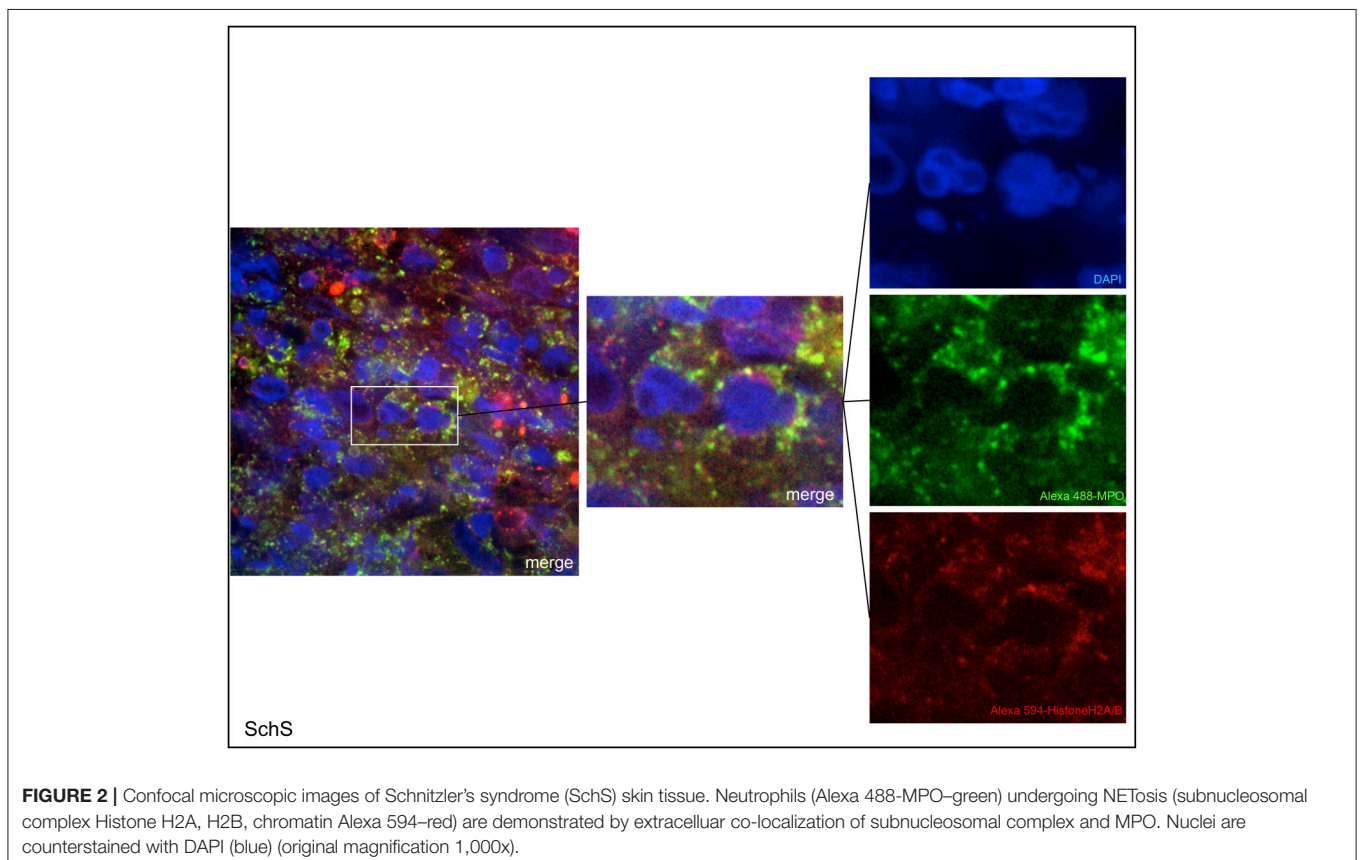 DAPI
Alexa 488-MPO
merge
merge
Alexa 594-HistoneH2A/B
SchS
FIGURE 2 | Confocal microscopic images of Schnitzler's syndrome (SchS) skin tissue. Neutrophils (Alexa 488-MPO–green) undergoing NETosis (subnucleosomal
complex Histone H2A, H2B, chromatin Alexa 594–red) are demonstrated by extracelluar co-localization of subnucleosomal complex and MPO. Nuclei are
counterstained with DAPI (blue) (original magnification 1,000x).